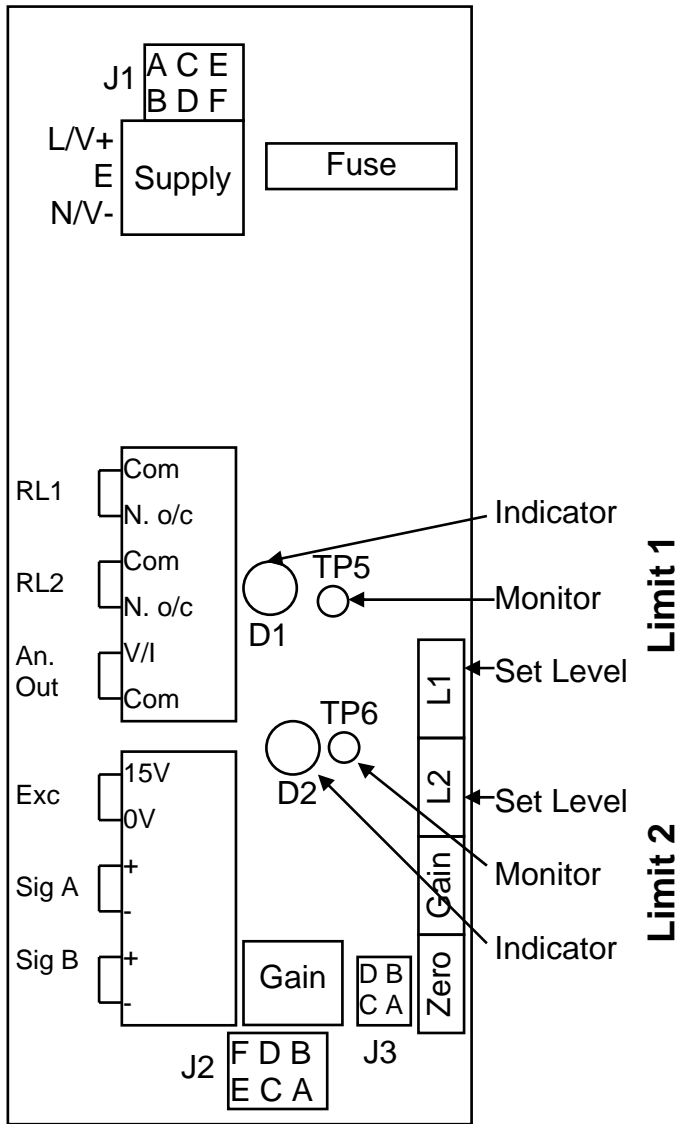 J1
A C E
B D F
L/V+
E
N/V-
Supply
Fuse
RL1
Com
N. o/c
RL2
Com
N. o/c
An.
Out
V/I
Com
D1
TP5
Indicator
Monitor
Set Level
Limit 1
L1
TP6
D2
L2
Set Level
Monitor
Indicator
Limit 2
Exc
15V
0V
Sig A
+
-
Sig B
+
-
Gain
Gain
Zero
D B
C A
J3
J2
F D B
E C A